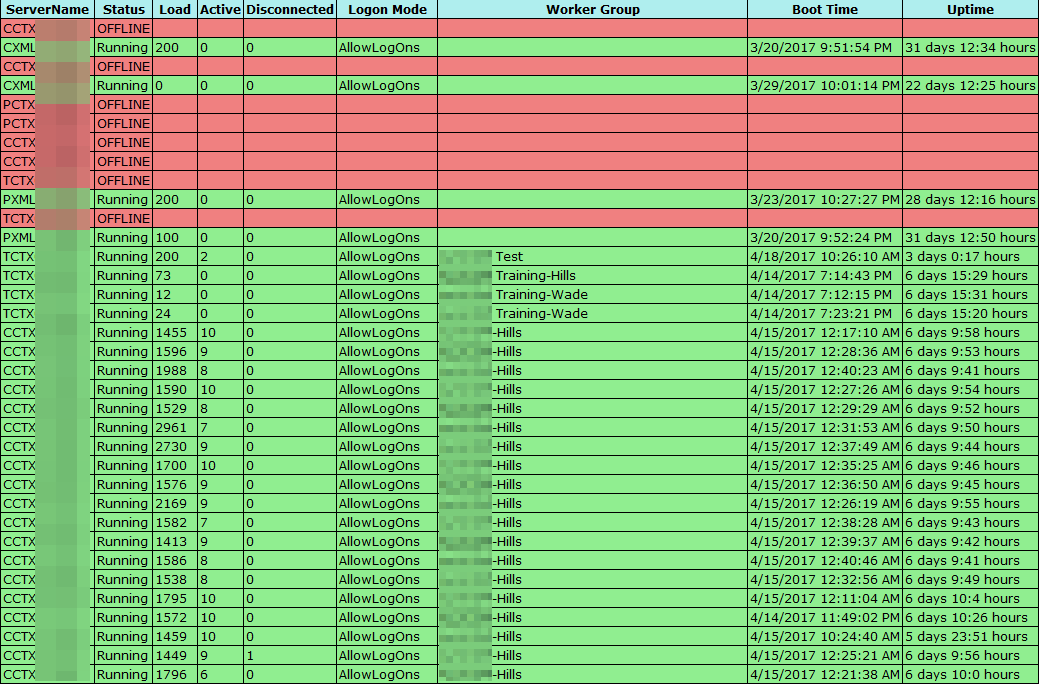 ServerName Status Load Active Disconnected Logon Mode Worker Group Boot Time Uptime
CCTX OFFLINE
CXML Running 200 0 0 AllowLogOns 3/20/2017 9:51:54 PM 31 days 12:34 hours
CCTX OFFLINE
CXML Running 0 0 0 AllowLogOns 3/29/2017 10:01:14 PM 22 days 12:25 hours
PCTX OFFLINE
PCTX OFFLINE
CCTX OFFLINE
CCTX OFFLINE
TCTX OFFLINE
PXML Running 200 0 0 AllowLogOns 3/23/2017 10:27:27 PM 28 days 12:16 hours
TCTX OFFLINE
PXML Running 100 0 0 AllowLogOns 3/20/2017 9:52:24 PM 31 days 12:50 hours
TCTX Running 200 2 0 AllowLogOns Test 4/18/2017 10:26:10 AM 3 days 0:17 hours
TCTX Running 73 0 0 AllowLogOns Training-Hills 4/14/2017 7:14:43 PM 6 days 15:29 hours
TCTX Running 12 0 0 AllowLogOns Training-Wade 4/14/2017 7:12:15 PM 6 days 15:31 hours
TCTX Running 24 0 0 AllowLogOns Training-Wade 4/14/2017 7:23:21 PM 6 days 15:20 hours
CCTX Running 1455 10 0 AllowLogOns -Hills 4/15/2017 12:17:10 AM 6 days 9:58 hours
CCTX Running 1596 9 0 AllowLogOns -Hills 4/15/2017 12:28:36 AM 6 days 9:53 hours
CCTX Running 1988 8 0 AllowLogOns -Hills 4/15/2017 12:40:23 AM 6 days 9:41 hours
CCTX Running 1590 10 0 AllowLogOns -Hills 4/15/2017 12:27:26 AM 6 days 9:54 hours
CCTX Running 1529 8 0 AllowLogOns -Hills 4/15/2017 12:29:29 AM 6 days 9:52 hours
CCTX Running 2961 7 0 AllowLogOns -Hills 4/15/2017 12:31:53 AM 6 days 9:50 hours
CCTX Running 2730 9 0 AllowLogOns -Hills 4/15/2017 12:37:49 AM 6 days 9:44 hours
CCTX Running 1700 10 0 AllowLogOns -Hills 4/15/2017 12:35:25 AM 6 days 9:46 hours
CCTX Running 1576 9 0 AllowLogOns -Hills 4/15/2017 12:36:50 AM 6 days 9:45 hours
CCTX Running 2169 9 0 AllowLogOns -Hills 4/15/2017 12:26:19 AM 6 days 9:55 hours
CCTX Running 1582 7 0 AllowLogOns -Hills 4/15/2017 12:38:28 AM 6 days 9:43 hours
CCTX Running 1413 9 0 AllowLogOns -Hills 4/15/2017 12:39:37 AM 6 days 9:42 hours
CCTX Running 1586 8 0 AllowLogOns -Hills 4/15/2017 12:40:46 AM 6 days 9:41 hours
CCTX Running 1538 8 0 AllowLogOns -Hills 4/15/2017 12:32:56 AM 6 days 9:49 hours
CCTX Running 1795 10 0 AllowLogOns -Hills 4/15/2017 12:11:04 AM 6 days 10:4 hours
CCTX Running 1572 10 0 AllowLogOns -Hills 4/14/2017 11:49:02 PM 6 days 10:26 hours
CCTX Running 1459 10 0 AllowLogOns -Hills 4/15/2017 10:24:40 AM 5 days 23:51 hours
CCTX Running 1449 9 1 AllowLogOns -Hills 4/15/2017 12:25:21 AM 6 days 9:56 hours
CCTX Running 1796 6 0 AllowLogOns -Hills 4/15/2017 12:21:38 AM 6 days 10:0 hours